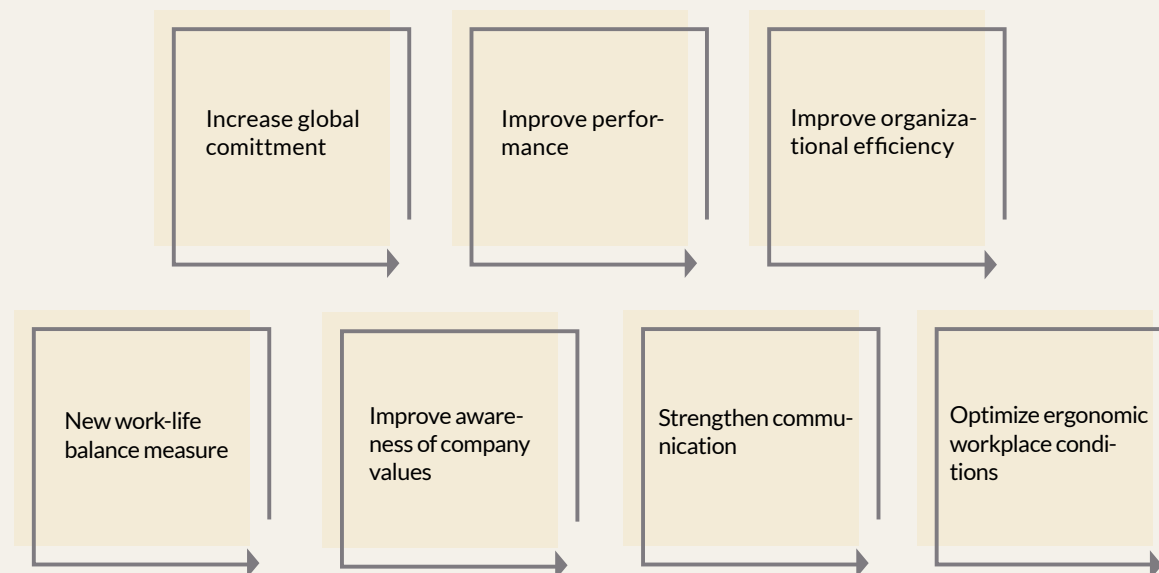 Increase global
comittment
Improve perfor-
mance
Improve organiza-
tional efficiency
New work-life
balance measure
Improve aware-
ness of company
values
Strengthen commu-
nication
Optimize ergonomic
workplace condi-
tions